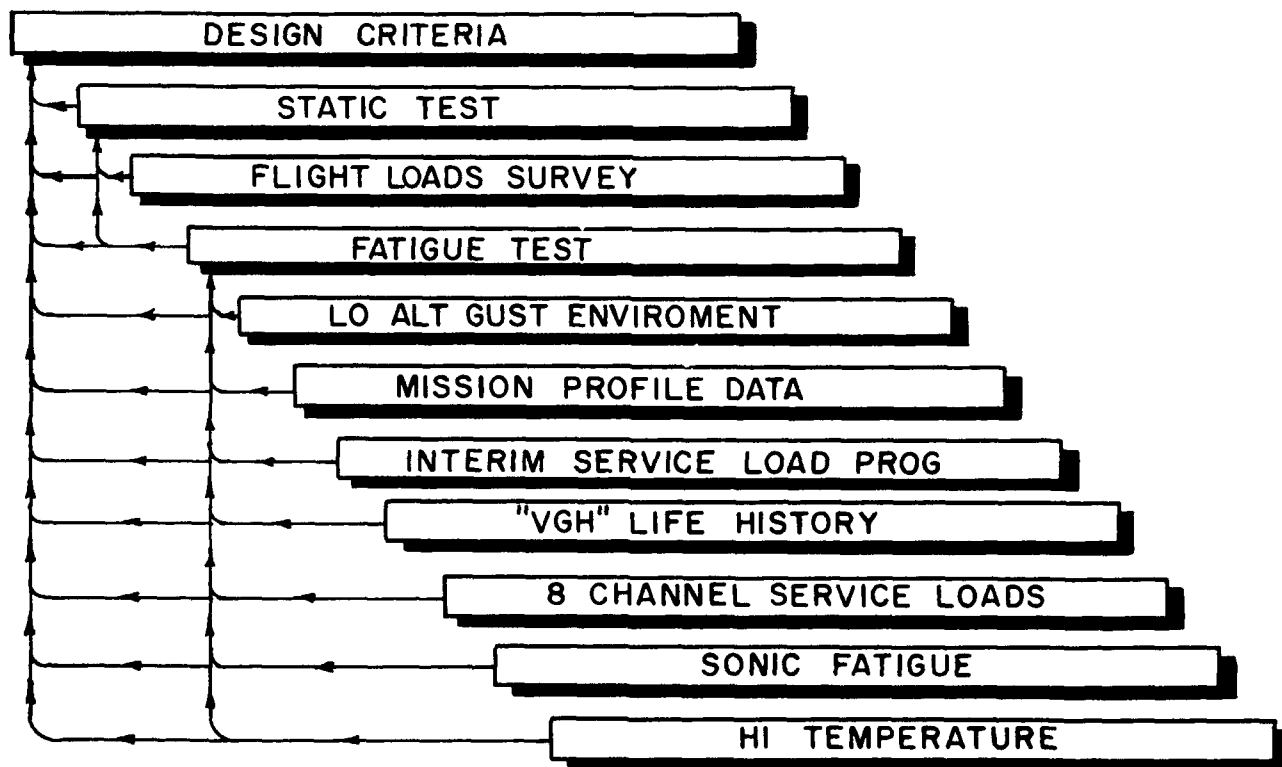 DESIGN CRITERIA
STATIC TEST
FLIGHT LOADS SURVEY
FATIGUE TEST
LO ALT GUST ENVIROMENT
MISSION PROFILE DATA
INTERIM SERVICE LOAD PROG
"VGH" LIFE HISTORY
8 CHANNEL SERVICE LOADS
SONIC FATIGUE
HI TEMPERATURE